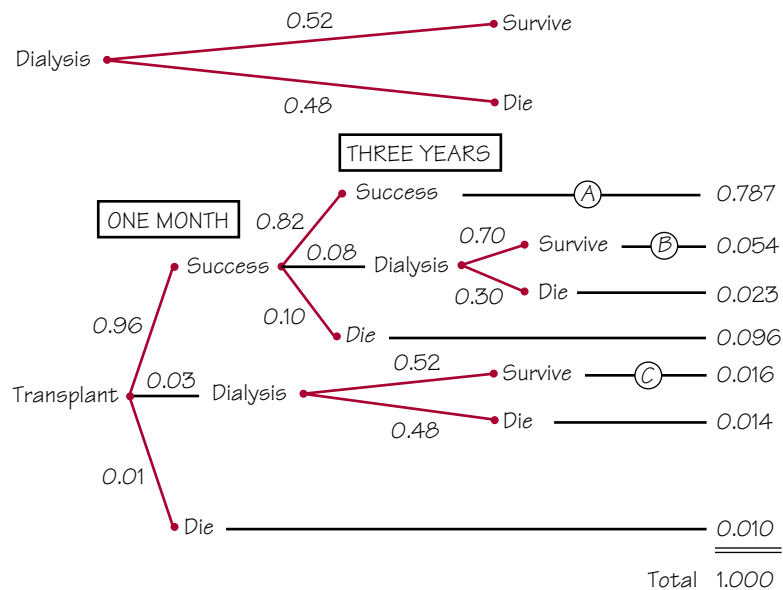 0.52
Survive
Dialysis
0.48
Die
THREE YEARS
Success
A
0.787
ONE MONTH
0.82
0.70
Survive
B
0.054
0.08
Success
Dialysis
0.30
Die
0.023
0.10
0.96
Die
0.096
0.52
Survive
C
0.016
0.03
Transplant
Dialysis
0.48
Die
0.014
0.01
Die
0.010
Total 1.000